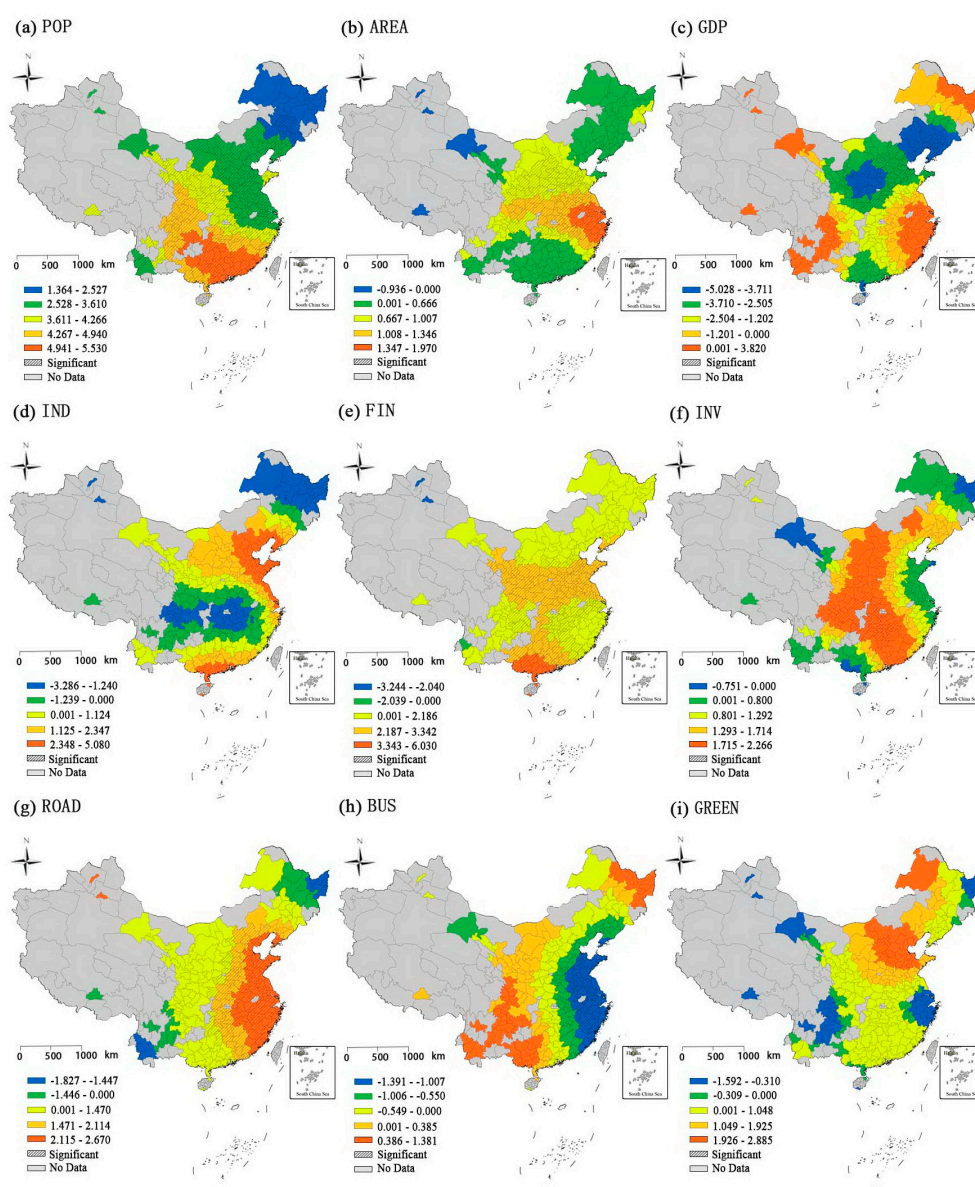 (a) POP
N
0 500 1000 km
1.364 - 2.527
2.528 - 3.610
3.611 - 4.266
4.267 - 4.940
4.941 - 5.530
Significant
No Data
South China Sea
(b) AREA
N
0 500 1000 km
-0.936 - 0.000
0.001 - 0.666
0.667 - 1.007
1.008 - 1.346
1.347 - 1.970
Significant
No Data
South China Sea
(c) GDP
N
0 500 1000 km
-5.028 - -3.711
-3.710 - -2.505
-2.504 - -1.202
-1.201 - 0.000
0.001 - 3.820
Significant
No Data
South China Sea
(d) IND
N
0 500 1000 km
-3.286 - -1.240
-1.239 - 0.000
0.001 - 1.124
1.125 - 2.347
2.348 - 5.080
Significant
No Data
South China Sea
(e) FIN
N
0 500 1000 km
-3.244 - -2.040
-2.039 - 0.000
0.001 - 2.186
2.187 - 3.342
3.343 - 6.030
Significant
No Data
South China Sea
(f) INV
N
0 500 1000 km
-0.751 - 0.000
0.001 - 0.800
0.801 - 1.292
1.293 - 1.714
1.715 - 2.266
Significant
No Data
South China Sea
(g) ROAD
N
0 500 1000 km
-1.827 - -1.447
-1.446 - 0.000
0.001 - 1.470
1.471 - 2.114
2.115 - 2.670
Significant
No Data
South China Sea
(h) BUS
N
0 500 1000 km
-1.391 - -1.007
-1.006 - -0.550
-0.549 - 0.000
0.001 - 0.385
0.386 - 1.381
Significant
No Data
South China Sea
(i) GREEN
N
0 500 1000 km
-1.592 - -0.310
-0.309 - 0.000
0.001 - 1.048
1.049 - 1.925
1.926 - 2.885
Significant
No Data
South China Sea